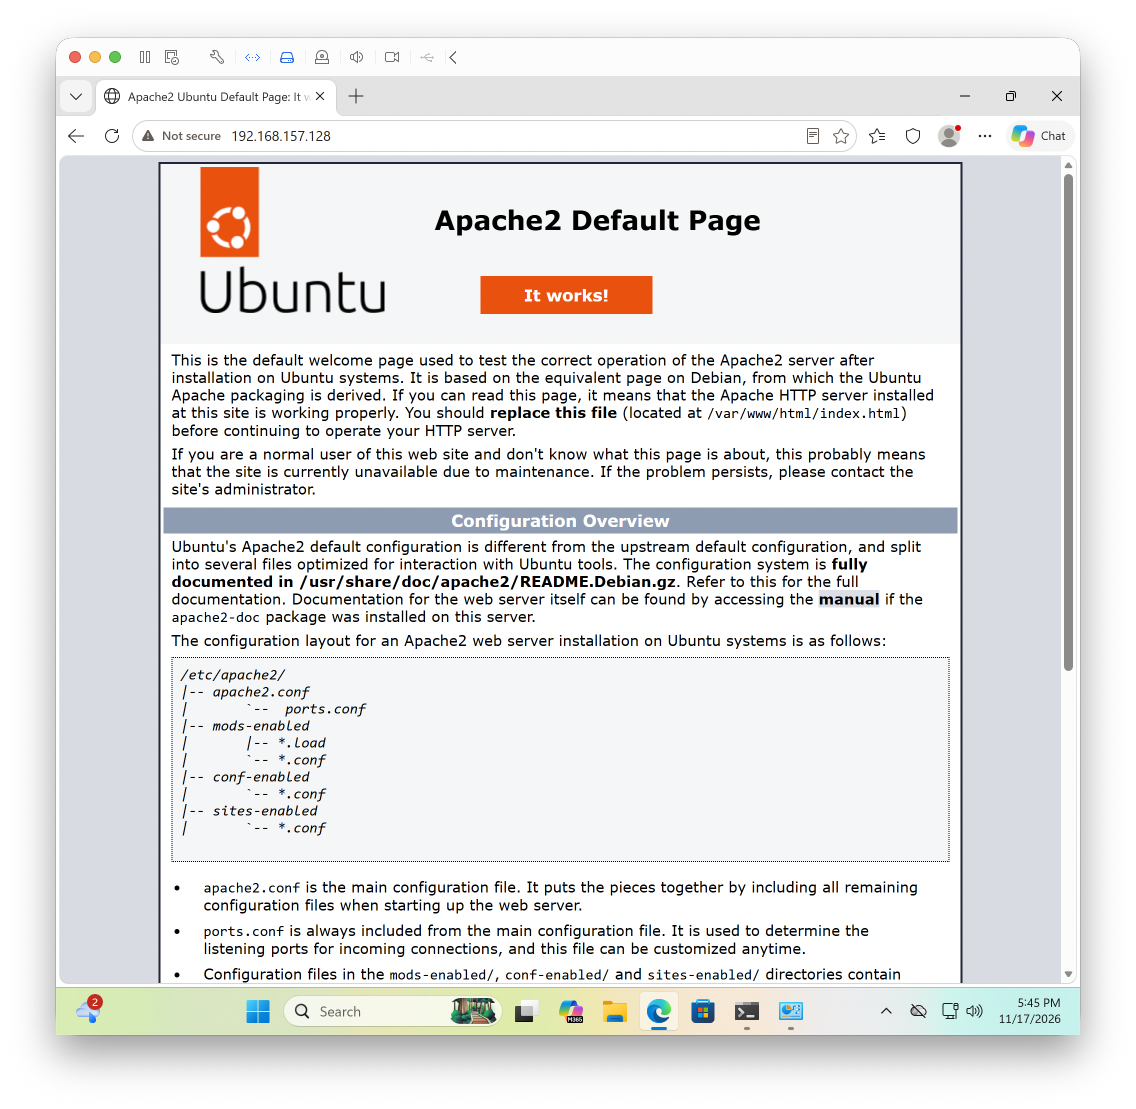 Apache2 Ubuntu Default Page: It w
Not secure 192.168.157.128
Chat
Ubuntu
Apache2 Default Page
It works!
This is the default welcome page used to test the correct operation of the Apache2 server after
installation on Ubuntu systems. It is based on the equivalent page on Debian, from which the Ubuntu
Apache packaging is derived. If you can read this page, it means that the Apache HTTP server installed
at this site is working properly. You should replace this file (located at /var/www/html/index.html)
before continuing to operate your HTTP server.
If you are a normal user of this web site and don't know what this page is about, this probably means
that the site is currently unavailable due to maintenance. If the problem persists, please contact the
site's administrator.
Configuration Overview
Ubuntu's Apache2 default configuration is different from the upstream default configuration, and split
into several files optimized for interaction with Ubuntu tools. The configuration system is fully
documented in /usr/share/doc/apache2/README.Debian.gz. Refer to this for the full
documentation. Documentation for the web server itself can be found by accessing the manual if the
apache2-doc package was installed on this server.
The configuration layout for an Apache2 web server installation on Ubuntu systems is as follows:
/etc/apache2/
|-- apache2.conf
|       `--  ports.conf
|-- mods-enabled
|       |-- *.load
|       `-- *.conf
|-- conf-enabled
|       `-- *.conf
|-- sites-enabled
|       `-- *.conf
• apache2.conf is the main configuration file. It puts the pieces together by including all remaining
configuration files when starting up the web server.
• ports.conf is always included from the main configuration file. It is used to determine the
listening ports for incoming connections, and this file can be customized anytime.
• Configuration files in the mods-enabled/, conf-enabled/ and sites-enabled/ directories contain
2
Search
M365
5:45 PM
11/17/2026